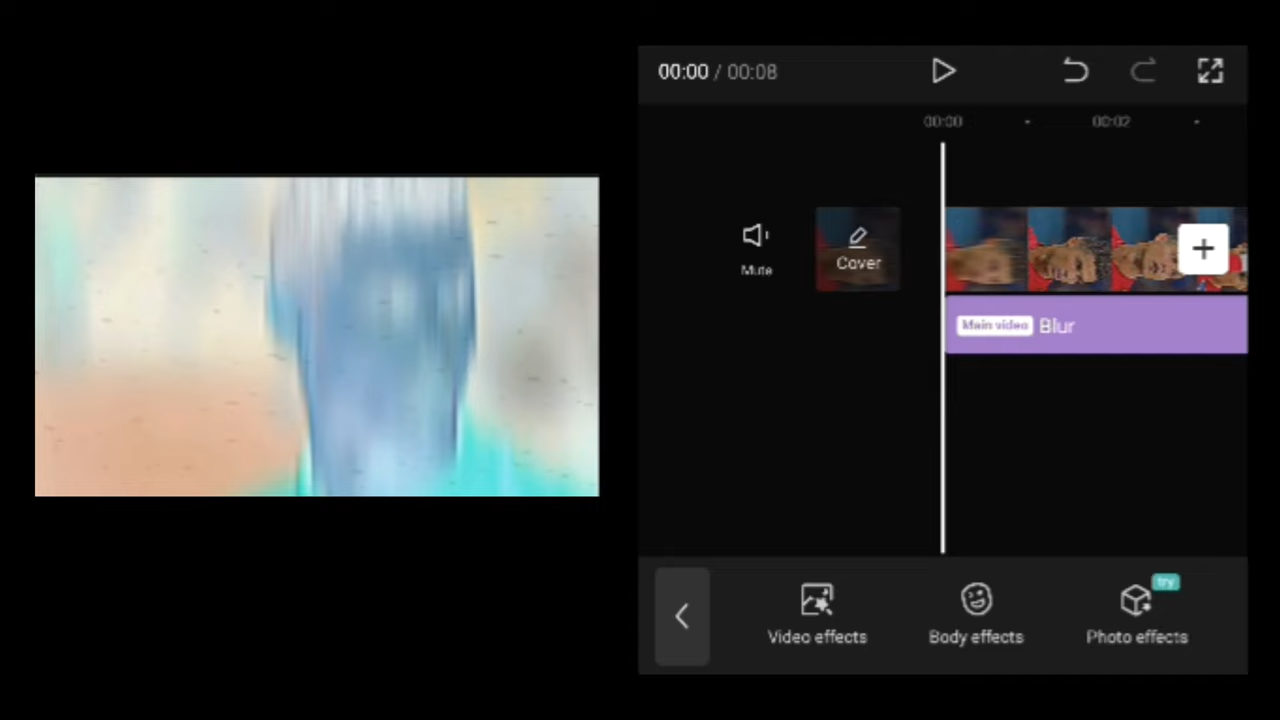 00:00 / 00:08
00:00
00:02
Mute
Cover
Main video Blur
try
Video effects
Body effects
Photo effects